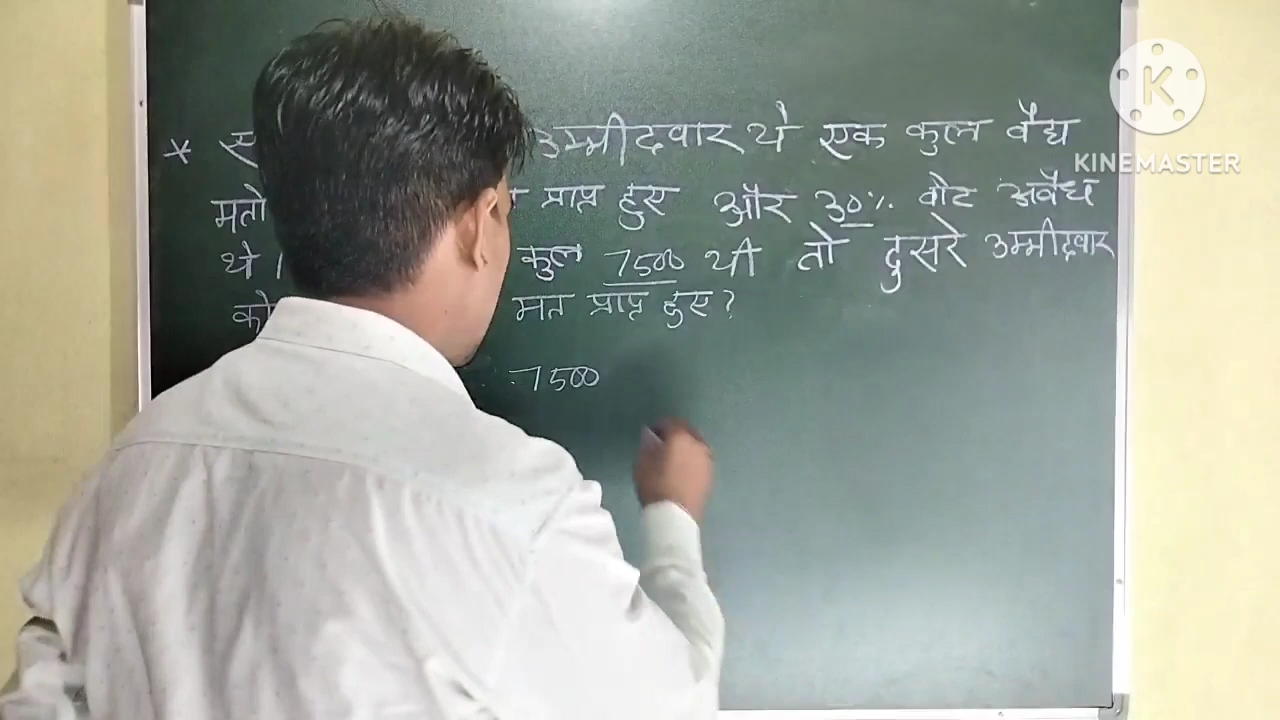 * उम्मीदवार थे एक कुल वैद्य
मतो प्राप्त हुए और 30% वोट अवैध
थे। कुल 7500 थी तो दुसरे उम्मीदवार
को मत प्राप्त हुए?
7500
K
KINEMASTER